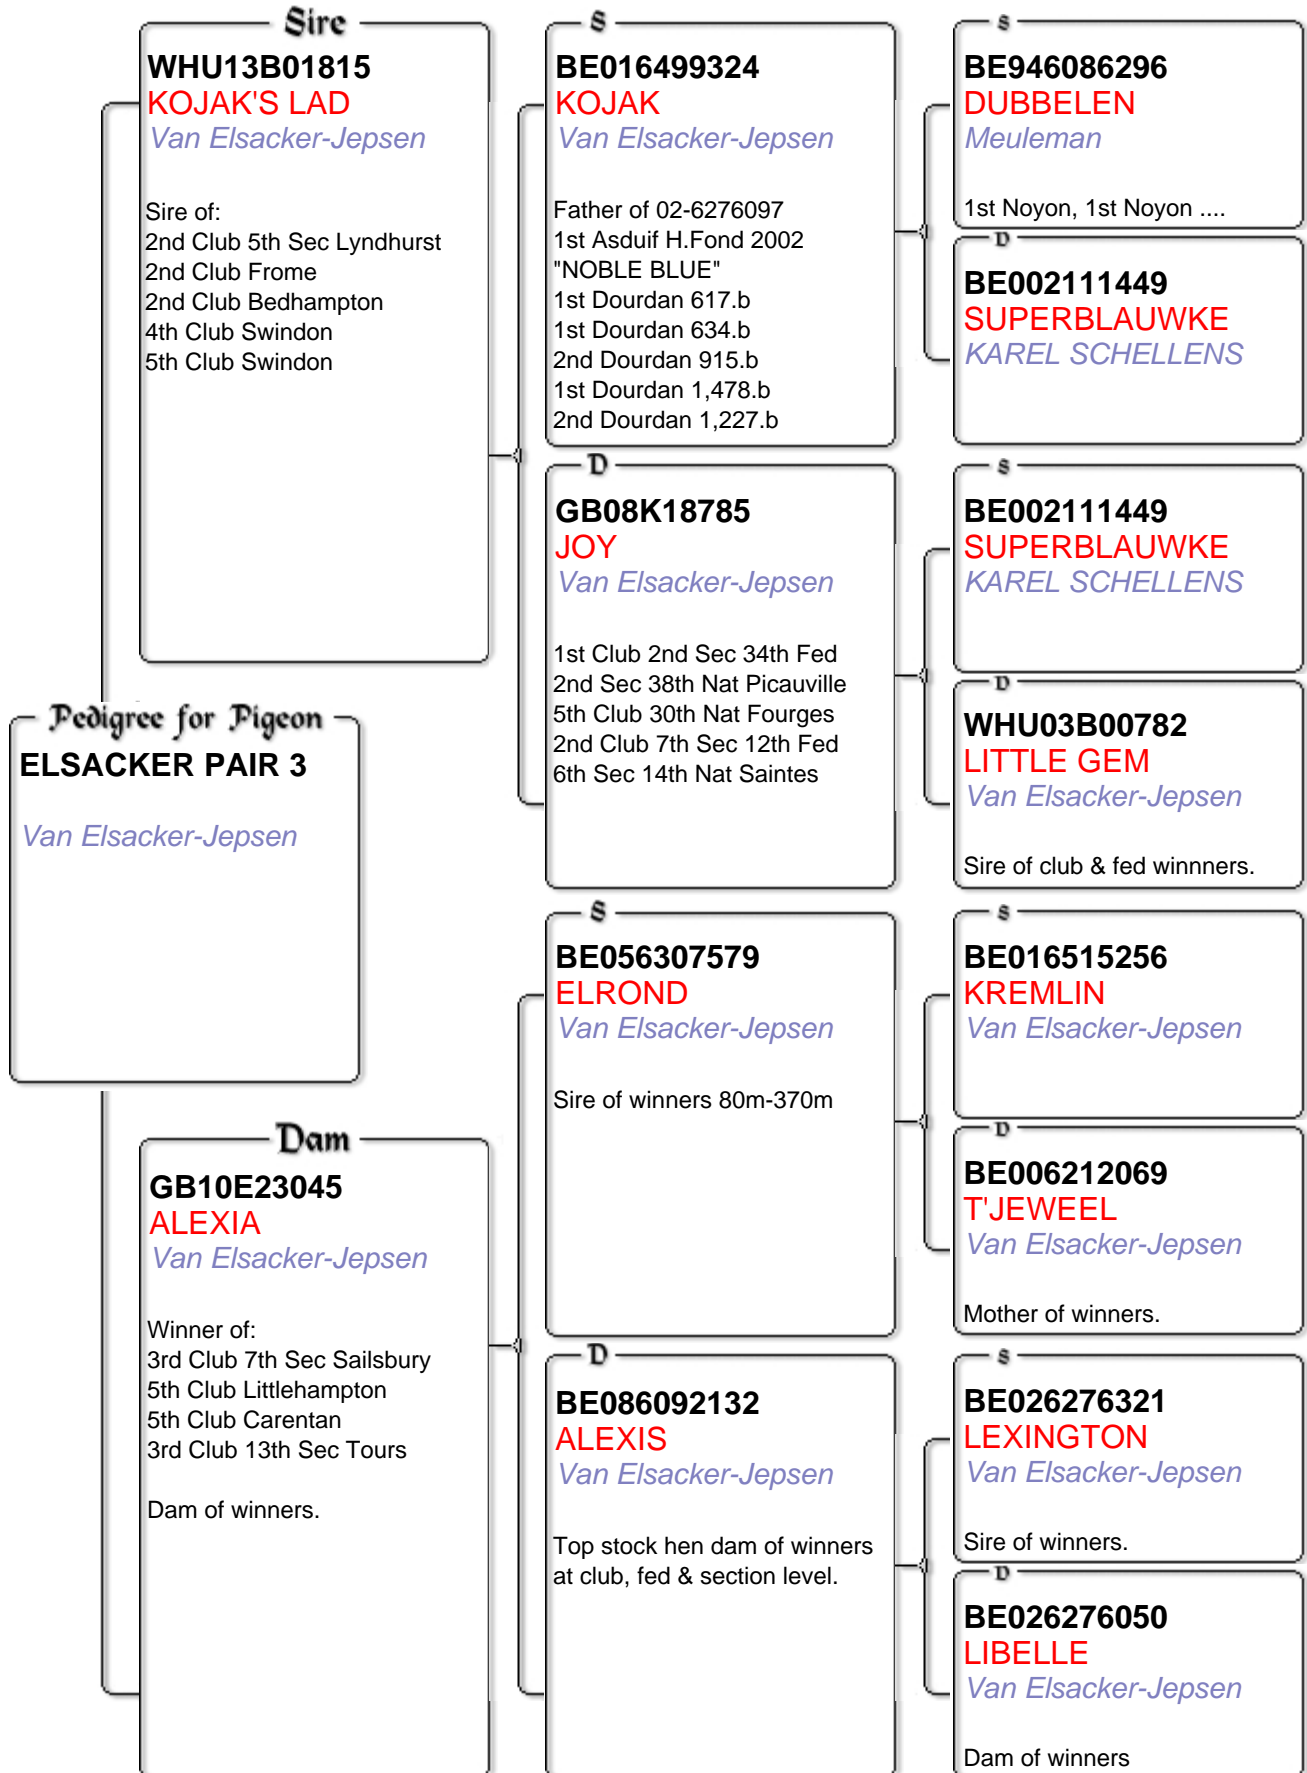 Sire
WHU13B01815
KOJAK'S LAD
Van Elsacker-Jepsen
Sire of:
2nd Club 5th Sec Lyndhurst
2nd Club Frome
2nd Club Bedhampton
4th Club Swindon
5th Club Swindon
Pedigree for Pigeon
ELSACKER PAIR 3
Van Elsacker-Jepsen
Dam
GB10E23045
ALEXIA
Van Elsacker-Jepsen
Winner of:
3rd Club 7th Sec Sailsbury
5th Club Littlehampton
5th Club Carentan
3rd Club 13th Sec Tours
Dam of winners.
S
BE016499324
KOJAK
Van Elsacker-Jepsen
Father of 02-6276097
1st Asduif H.Fond 2002
"NOBLE BLUE"
1st Dourdan 617.b
1st Dourdan 634.b
2nd Dourdan 915.b
1st Dourdan 1,478.b
2nd Dourdan 1,227.b
D
GB08K18785
JOY
Van Elsacker-Jepsen
1st Club 2nd Sec 34th Fed
2nd Sec 38th Nat Picauville
5th Club 30th Nat Fourges
2nd Club 7th Sec 12th Fed
6th Sec 14th Nat Saintes
S
BE056307579
ELROND
Van Elsacker-Jepsen
Sire of winners 80m-370m
D
BE086092132
ALEXIS
Van Elsacker-Jepsen
Top stock hen dam of winners
at club, fed & section level.
S
BE946086296
DUBBELEN
Meuleman
1st Noyon, 1st Noyon ....
D
BE002111449
SUPERBLAUWKE
KAREL SCHELLENS
S
BE002111449
SUPERBLAUWKE
KAREL SCHELLENS
D
WHU03B00782
LITTLE GEM
Van Elsacker-Jepsen
Sire of club & fed winnners.
S
BE016515256
KREMLIN
Van Elsacker-Jepsen
D
BE006212069
T'JEWEEL
Van Elsacker-Jepsen
Mother of winners.
S
BE026276321
LEXINGTON
Van Elsacker-Jepsen
Sire of winners.
D
BE026276050
LIBELLE
Van Elsacker-Jepsen
Dam of winners